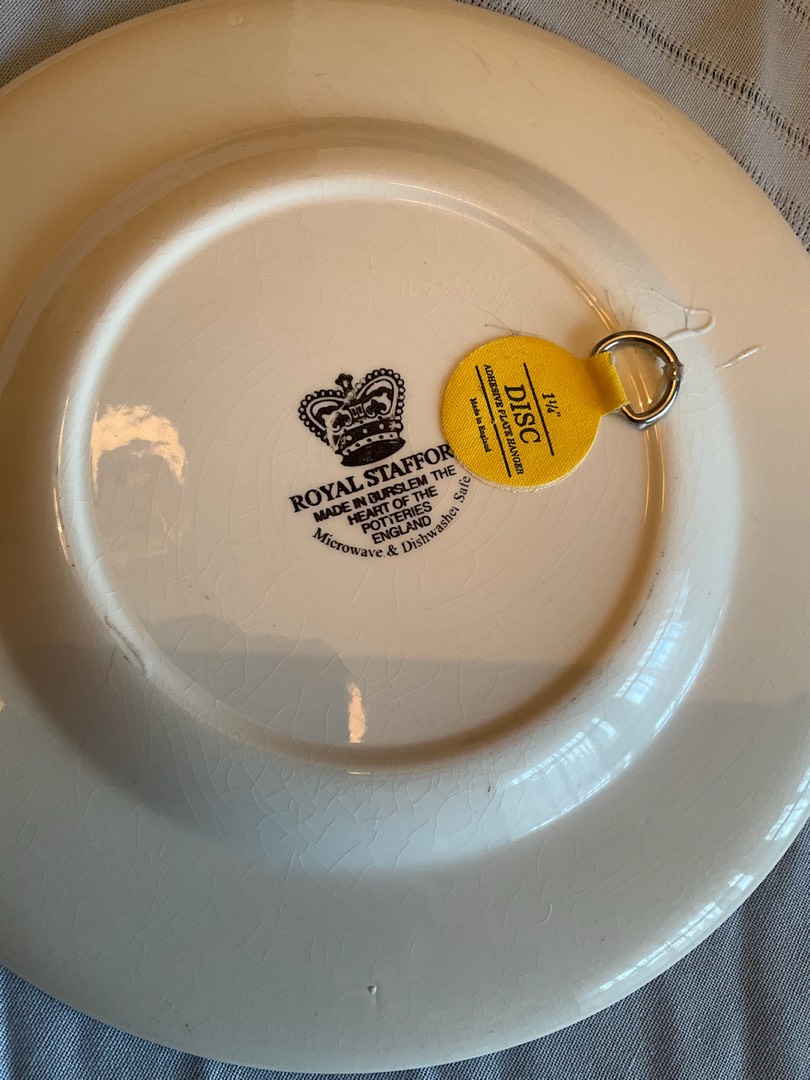 ROYAL STAFFOR
MADE IN BURSLEM THE
HEART OF THE
POTTERIES
ENGLAND
Microwave & Dishwasher Safe
1¼"
DISC
ADHESIVE PLATE HANGER
Made in England